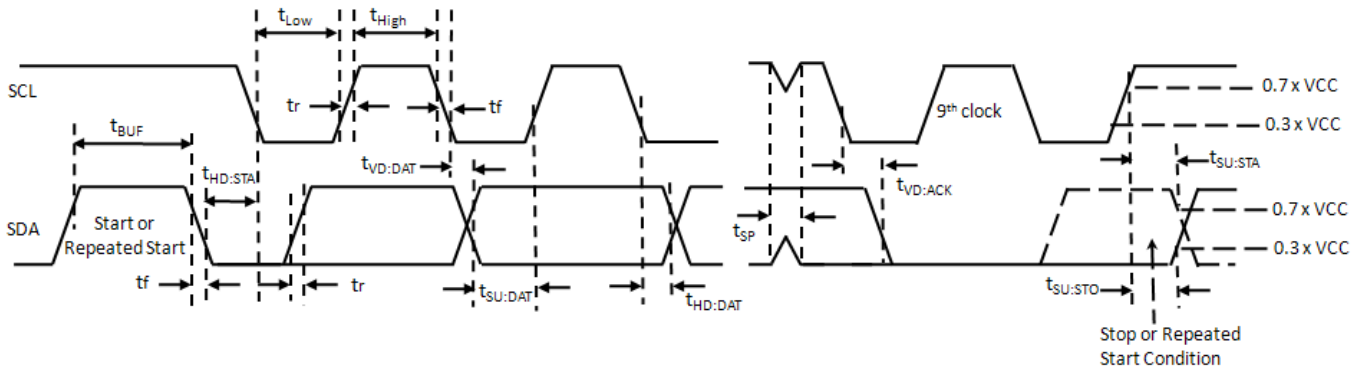 tLow
tHigh
SCL
tr
tf
9th clock
0.7 x VCC
0.3 x VCC
tBUF
tHD:STA
tVD:DAT
tVD:ACK
tSU:STA
SDA
Start or
Repeated Start
tSP
0.7 x VCC
0.3 x VCC
tf
tr
tSU:DAT
tHD:DAT
tSU:STO
Stop or Repeated
Start Condition